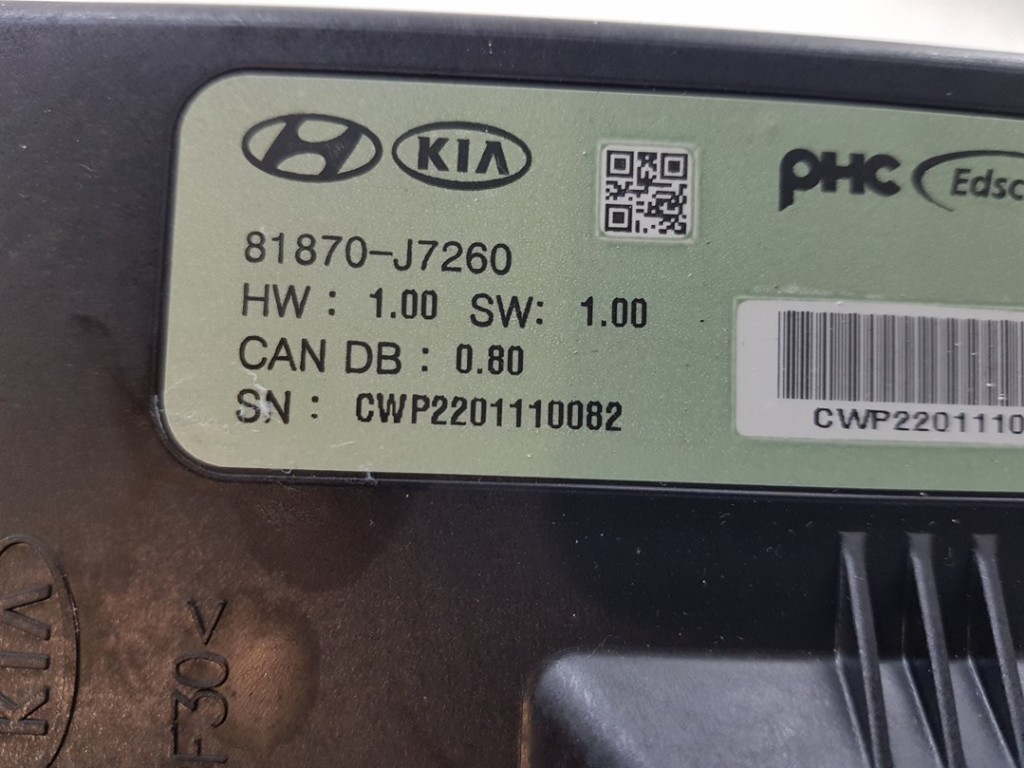 KIA
PHC Edsc
81870-J7260
HW : 1.00 SW: 1.00
CAN DB : 0.80
SN : CWP2201110082
CWP2201110
KIA
F30<